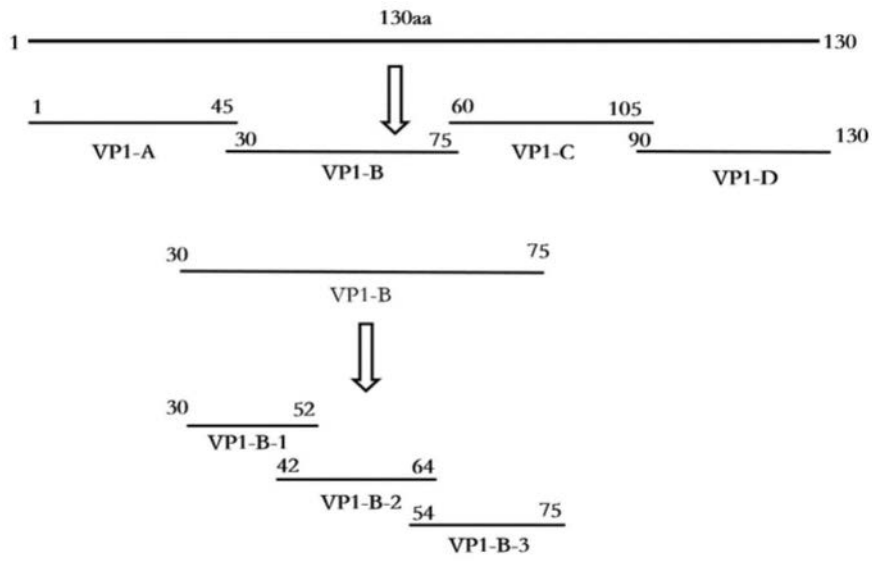 130aa
1 130
1 45 60 105
30 75 90 130
VP1-A VP1-B VP1-C VP1-D
30 75
VP1-B
30 52
VP1-B-1
42 64
VP1-B-2
54 75
VP1-B-3